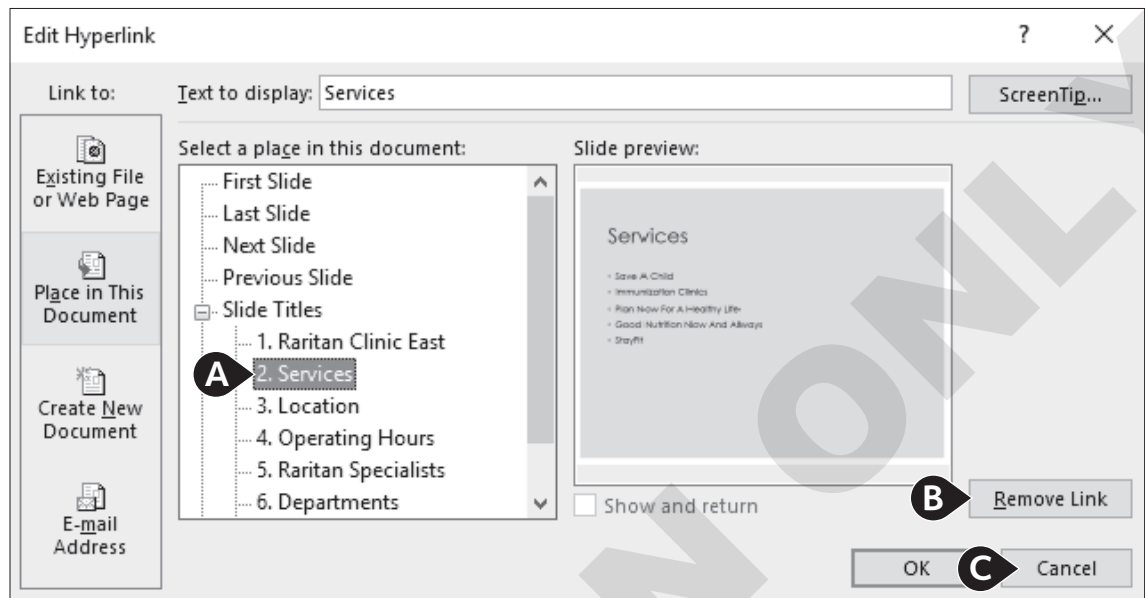 Edit Hyperlink ? ✕
Link to:
Text to display: Services
ScreenTip...
Existing File
or Web Page
Place in This
Document
Create New
Document
E-mail
Address
Select a place in this document:
First Slide
Last Slide
Next Slide
Previous Slide
Slide Titles
1. Raritan Clinic East
A 2. Services
3. Location
4. Operating Hours
5. Raritan Specialists
6. Departments
Slide preview:
Services
Save A Child
Immunization Clinics
Plan Now For A Healthy Life
Good Nutrition Now And Always
StayFit
Show and return
B Remove Link
OK
C Cancel
N ONLY